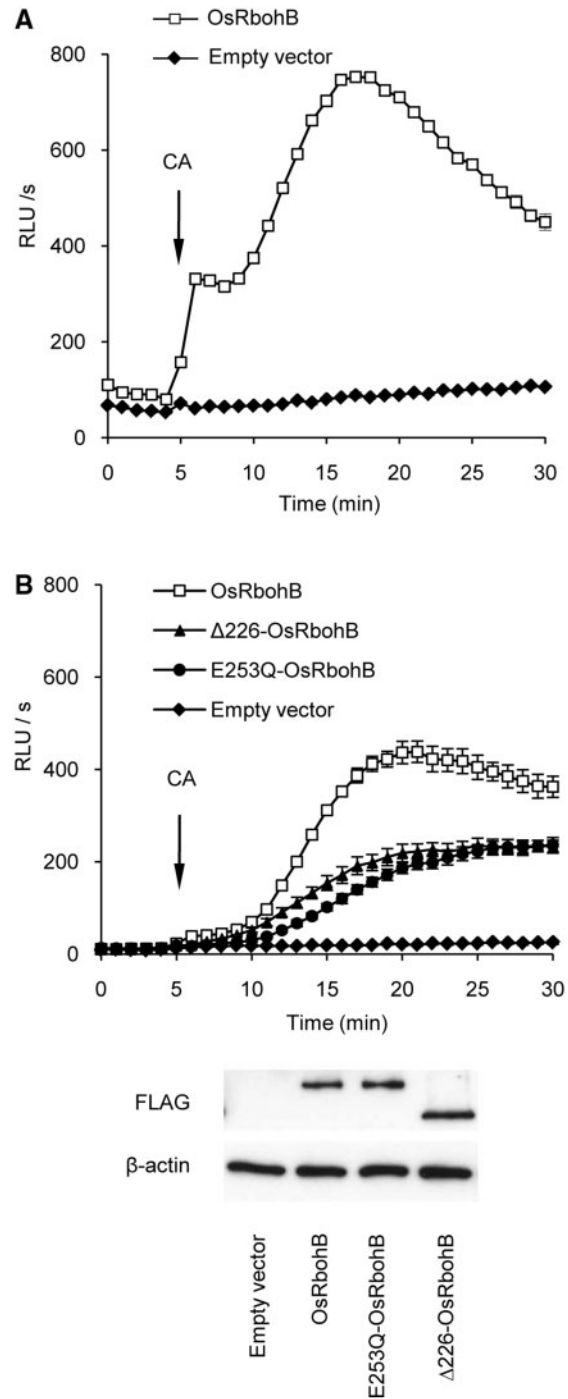 A
OsRbohB
Empty vector
800
600
400
200
0
RLU /s
CA
0 5 10 15 20 25 30
Time (min)
B
OsRbohB
Δ226-OsRbohB
E253Q-OsRbohB
Empty vector
800
600
400
200
0
RLU / s
CA
0 5 10 15 20 25 30
Time (min)
FLAG
β-actin
Empty vector
OsRbohB
E253Q-OsRbohB
Δ226-OsRbohB